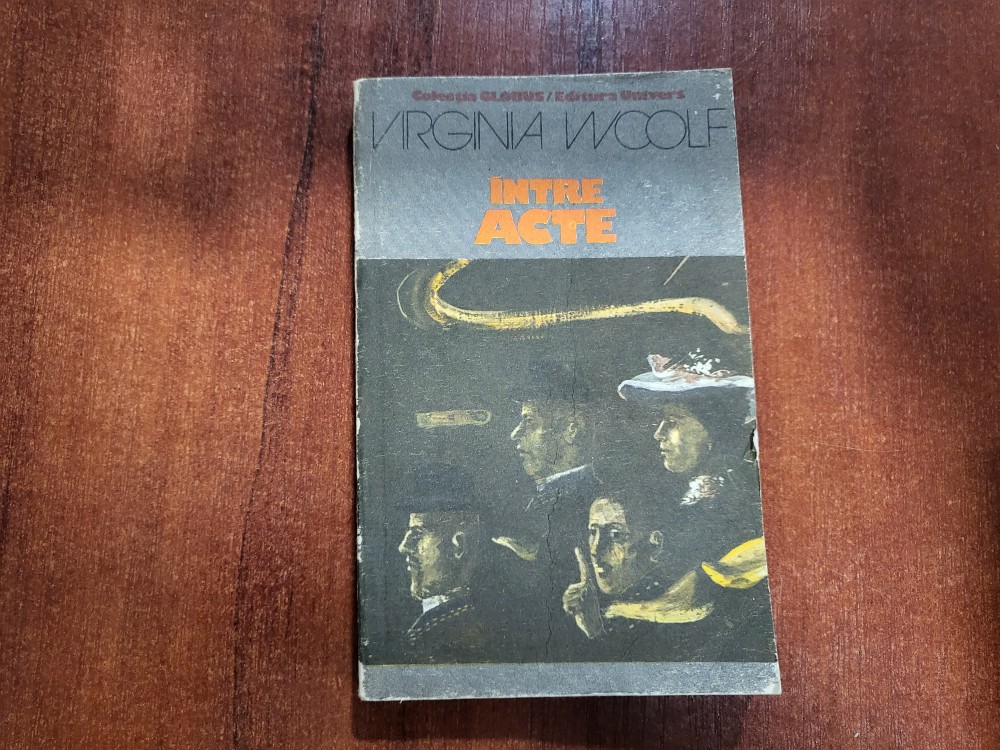 Colecția GLOBUS/Editura Univers
VIRGINIA WOOLF
ÎNTRE
ACTE